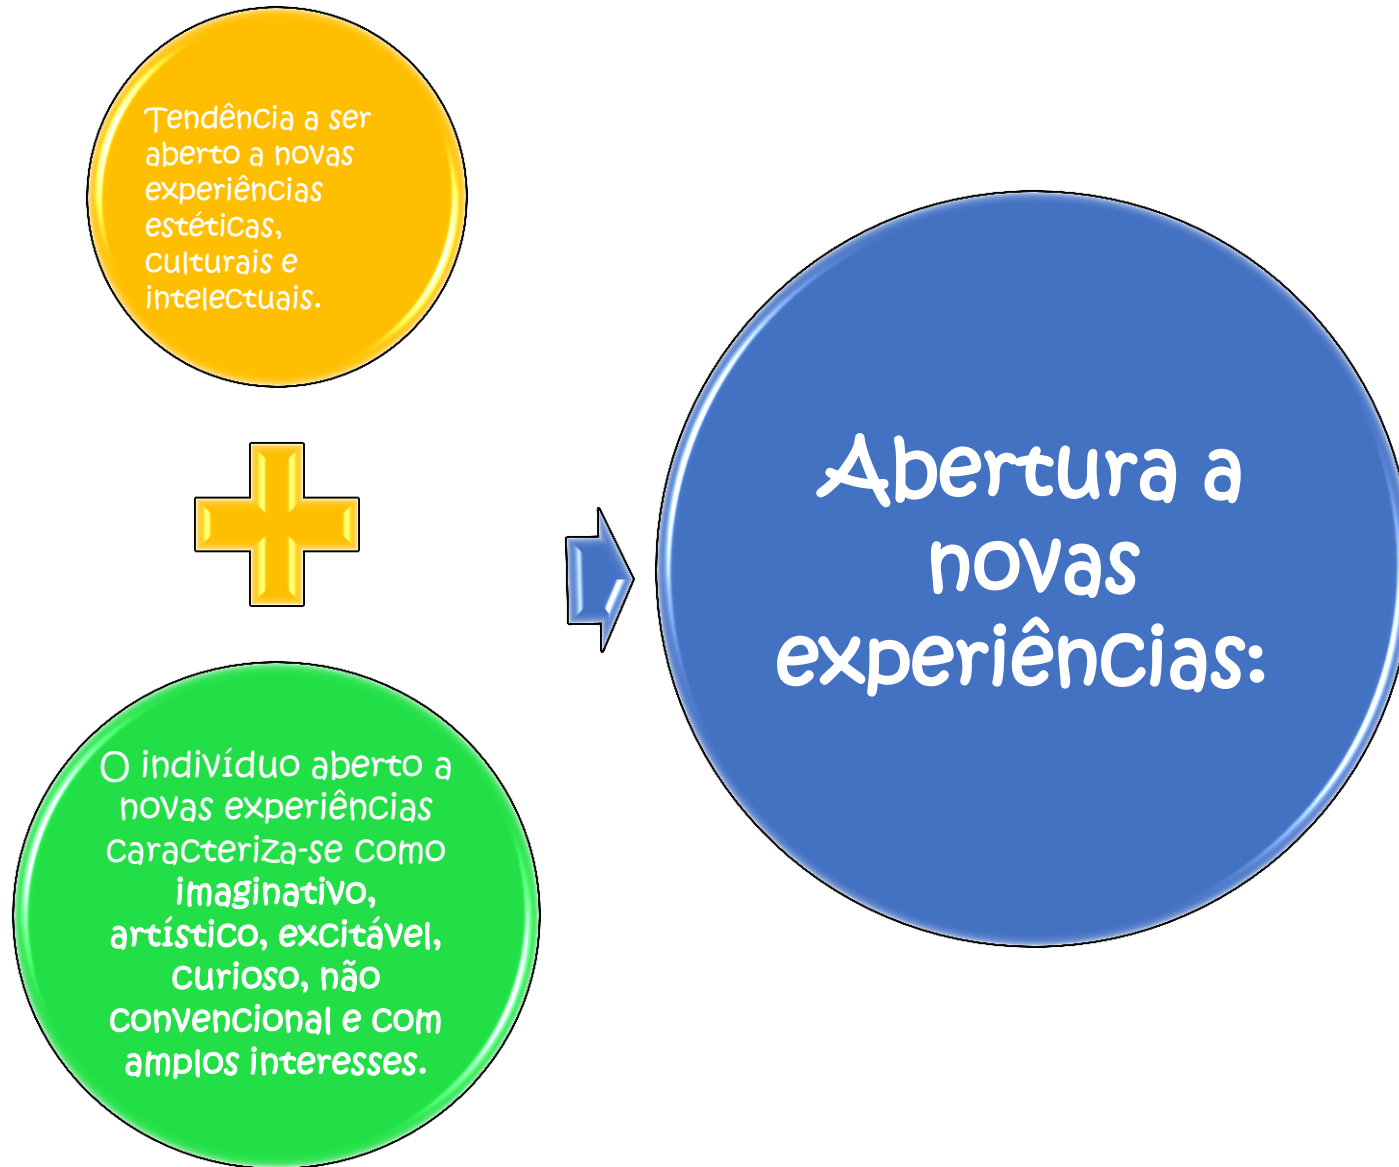 Tendência a ser
aberto a novas
experiências
estéticas,
culturais e
intelectuais.
O indivíduo aberto a
novas experiências
caracteriza-se como
imaginativo,
artístico, excitável,
curioso, não
convencional e com
amplos interesses.
Abertura a
novas
experiências: